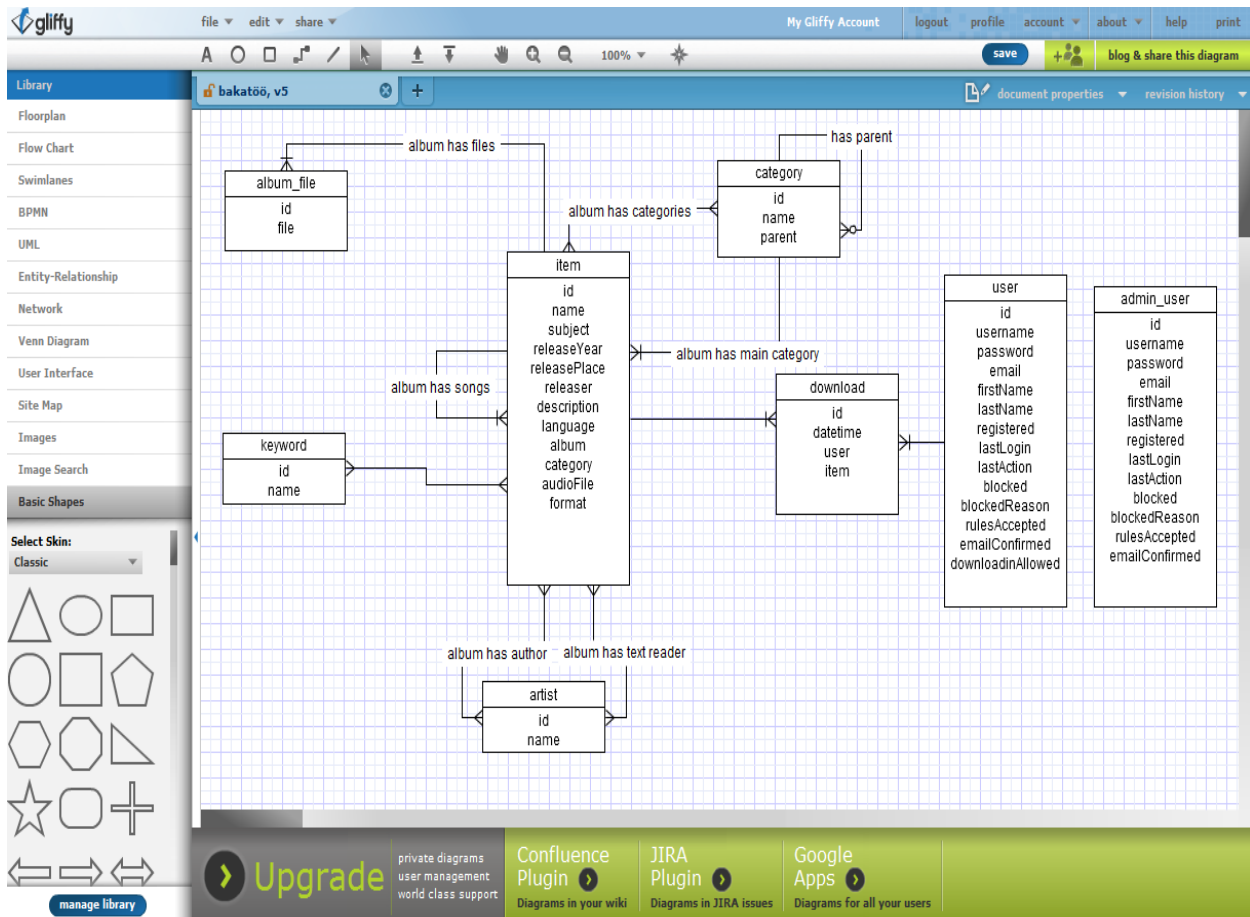 gliffy
file edit share My Gliffy Account logout profile account about help print
A 100% save blog & share this diagram
Library
bakatöö, v5 + document properties revision history
Floorplan
Flow Chart
Swimlanes
BPMN
UML
Entity-Relationship
Network
Venn Diagram
User Interface
Site Map
Images
Image Search
Basic Shapes
Select Skin:
Classic
manage library
album has files
has parent
album_file
id
file
category
id
name
parent
album has categories
item
id
name
subject
releaseYear
releasePlace
releaser
description
language
album
category
audioFile
format
album has main category
album has songs
keyword
id
name
download
id
datetime
user
item
user
id
username
password
email
firstName
lastName
registered
lastLogin
lastAction
blocked
blockedReason
rulesAccepted
emailConfirmed
downloadinAllowed
admin_user
id
username
password
email
firstName
lastName
registered
lastLogin
lastAction
blocked
blockedReason
rulesAccepted
emailConfirmed
album has author
album has text reader
artist
id
name
Upgrade
private diagrams
user management
world class support
Confluence
Plugin
Diagrams in your wiki
JIRA
Plugin
Diagrams in JIRA issues
Google
Apps
Diagrams for all your users